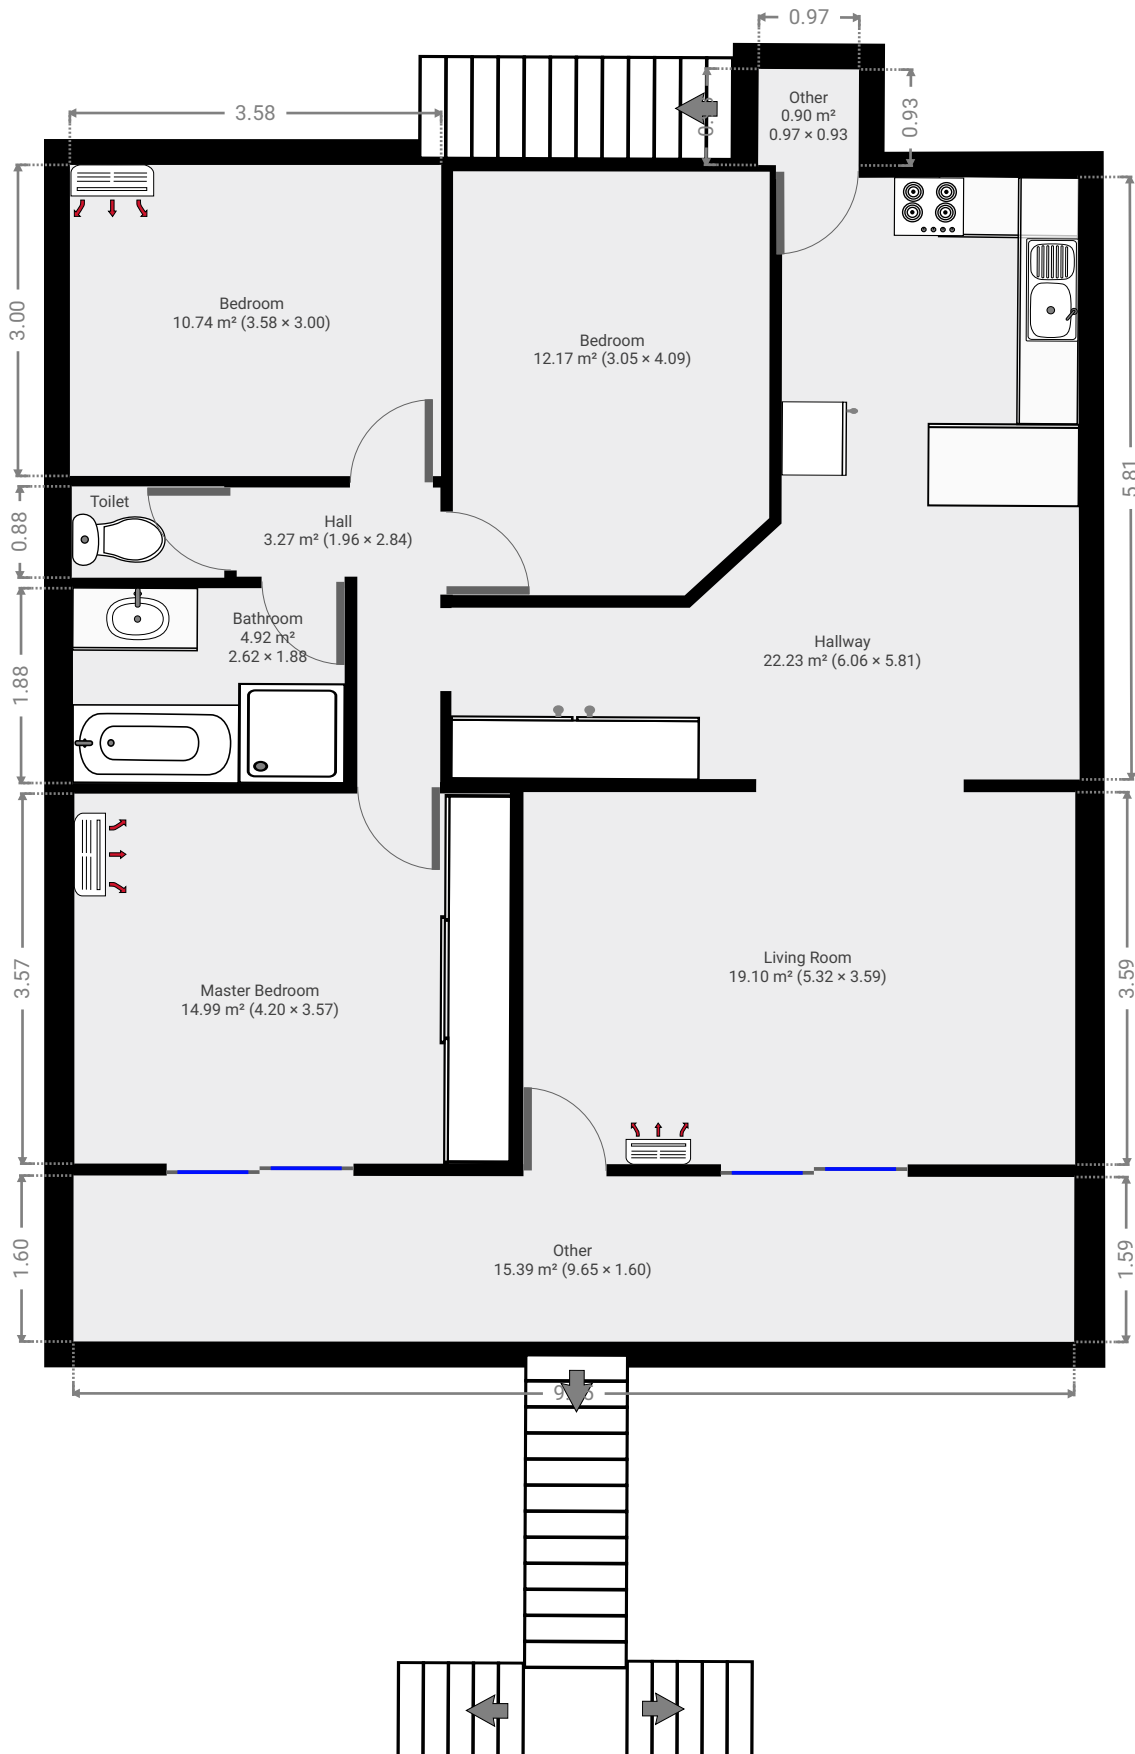 0.97
Other
0.90 m²
0.97 × 0.93
0.93
3.58
3.00
Bedroom
10.74 m² (3.58 × 3.00)
Bedroom
12.17 m² (3.05 × 4.09)
5.81
Toilet
0.88
Hall
3.27 m² (1.96 × 2.84)
Bathroom
4.92 m²
2.62 × 1.88
1.88
Hallway
22.23 m² (6.06 × 5.81)
3.57
Master Bedroom
14.99 m² (4.20 × 3.57)
Living Room
19.10 m² (5.32 × 3.59)
3.59
1.60
Other
15.39 m² (9.65 × 1.60)
1.59